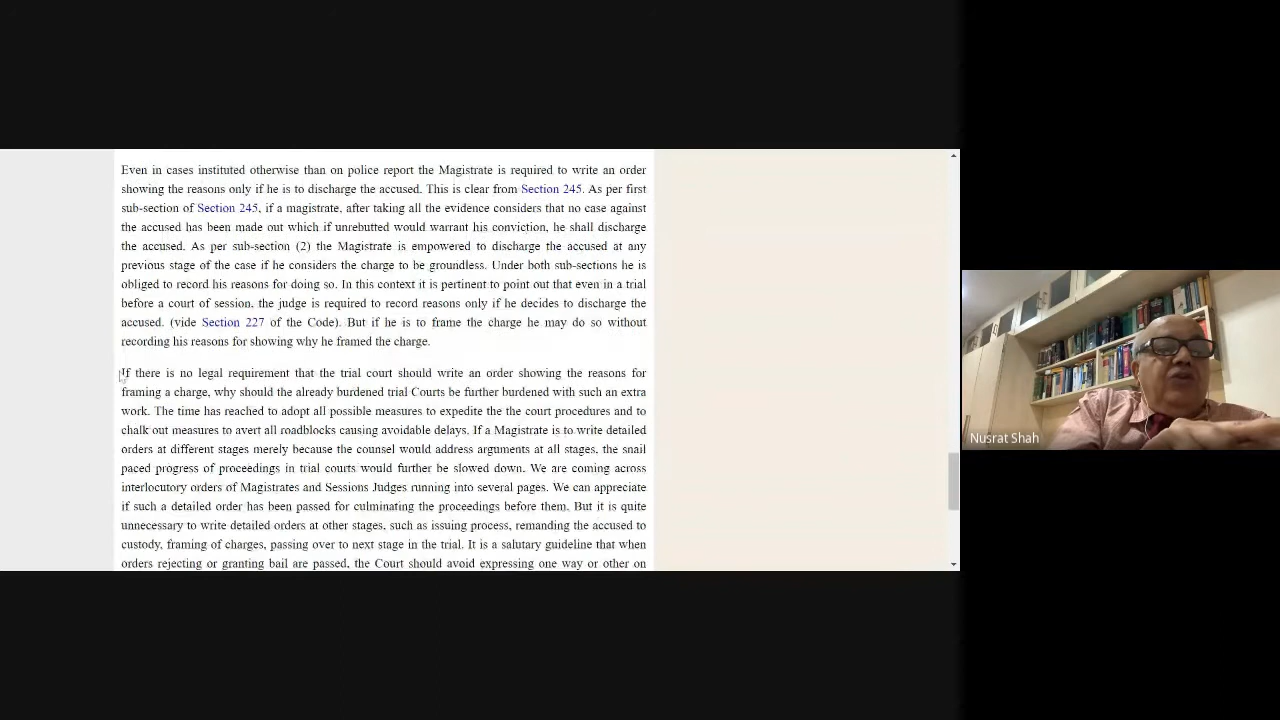 Even in cases instituted otherwise than on police report the Magistrate is required to write an order
showing the reasons only if he is to discharge the accused. This is clear from Section 245. As per first
sub-section of Section 245, if a magistrate, after taking all the evidence considers that no case against
the accused has been made out which if unrebutted would warrant his conviction, he shall discharge
the accused. As per sub-section (2) the Magistrate is empowered to discharge the accused at any
previous stage of the case if he considers the charge to be groundless. Under both sub-sections he is
obliged to record his reasons for doing so. In this context it is pertinent to point out that even in a trial
before a court of session, the judge is required to record reasons only if he decides to discharge the
accused. (vide Section 227 of the Code). But if he is to frame the charge he may do so without
recording his reasons for showing why he framed the charge.
If there is no legal requirement that the trial court should write an order showing the reasons for
framing a charge, why should the already burdened trial Courts be further burdened with such an extra
work. The time has reached to adopt all possible measures to expedite the the court procedures and to
chalk out measures to avert all roadblocks causing avoidable delays. If a Magistrate is to write detailed
orders at different stages merely because the counsel would address arguments at all stages, the snail
paced progress of proceedings in trial courts would further be slowed down. We are coming across
interlocutory orders of Magistrates and Sessions Judges running into several pages. We can appreciate
if such a detailed order has been passed for culminating the proceedings before them. But it is quite
unnecessary to write detailed orders at other stages, such as issuing process, remanding the accused to
custody, framing of charges, passing over to next stage in the trial. It is a salutary guideline that when
orders rejecting or granting bail are passed, the Court should avoid expressing one way or other on
Nusrat Shah